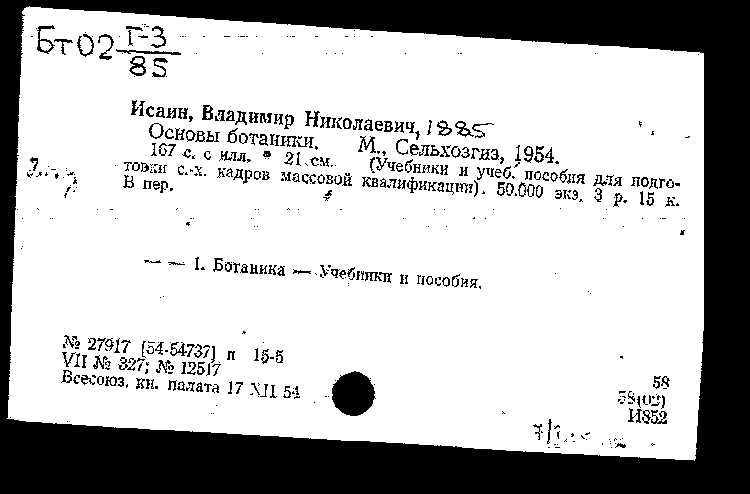 Бт02 Г-3
85
Исаин, Владимир Николаевич, 1885
Основы ботаники. М., Сельхозгиз, 1954.
167 с. с илл. 21 см. (Учебники и учеб. пособия для подго-
товки с.-х. кадров массовой квалификации). 50.000 экз. 3 р. 15 к.
В пер.
— — 1. Ботаника — Учебники и пособия.
№ 27917 [54-54737] п 15-5
VII № 327; № 12517
Всесоюз. кн. палата 17 XII 54
58
58(02)
И852